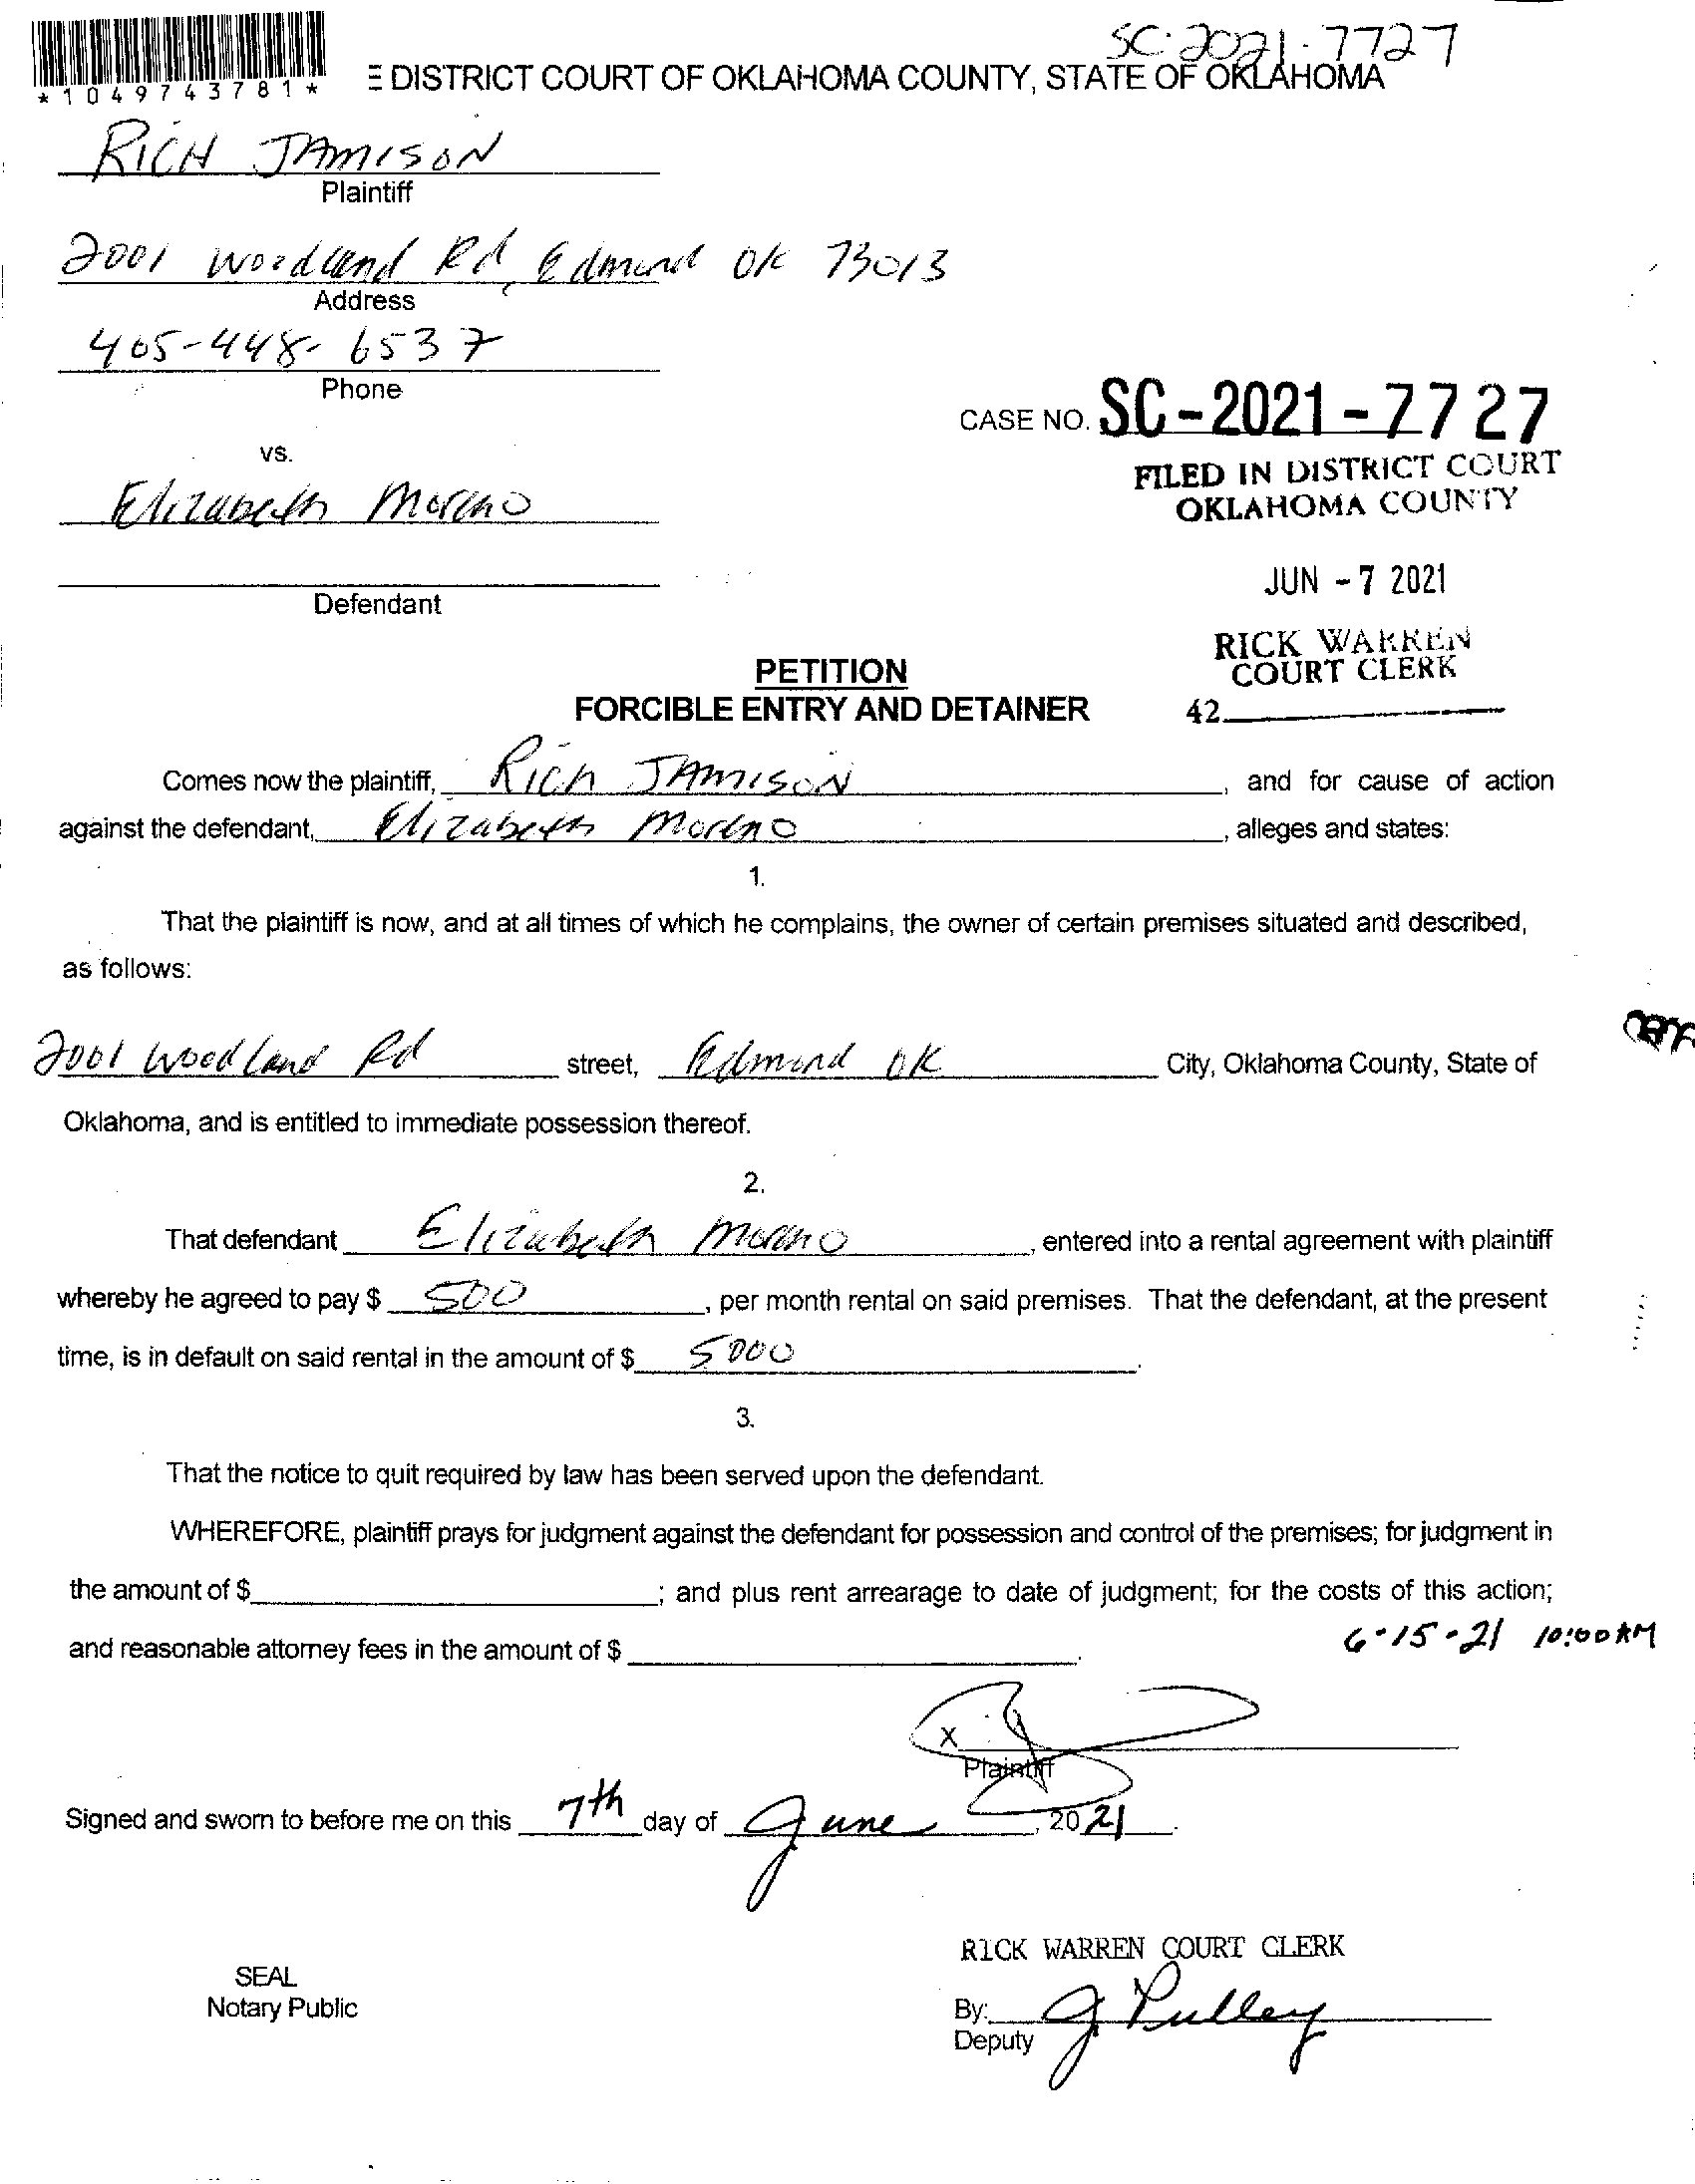 SC-2021-7727
*1049743781*
E DISTRICT COURT OF OKLAHOMA COUNTY, STATE OF OKLAHOMA
RICH JAMISON
Plaintiff
2001 Woodland Rd, Edmond OK 73013
Address
405-448-6537
Phone
CASE NO. SC-2021-7727
vs.
FILED IN DISTRICT COURT
OKLAHOMA COUNTY
Elizabeth Moreno
JUN -7 2021
Defendant
RICK WARREN
COURT CLERK
42
PETITION
FORCIBLE ENTRY AND DETAINER
Comes now the plaintiff, Rich JAMISON, and for cause of action
against the defendant, Elizabeth Moreno, alleges and states:
1.
That the plaintiff is now, and at all times of which he complains, the owner of certain premises situated and described,
as follows:
2001 Woodland Rd street, Edmond OK City, Oklahoma County, State of
Oklahoma, and is entitled to immediate possession thereof.
2.
That defendant Elizabeth Moreno, entered into a rental agreement with plaintiff
whereby he agreed to pay $ 500, per month rental on said premises. That the defendant, at the present
time, is in default on said rental in the amount of $ 5000.
3.
That the notice to quit required by law has been served upon the defendant.
WHEREFORE, plaintiff prays for judgment against the defendant for possession and control of the premises; for judgment in
the amount of $ ; and plus rent arrearage to date of judgment; for the costs of this action;
and reasonable attorney fees in the amount of $ .
6-15-21 10:00 AM
X
Plaintiff
Signed and sworn to before me on this 7th day of June, 2021.
RICK WARREN COURT CLERK
SEAL
Notary Public
By: J Pulley
Deputy